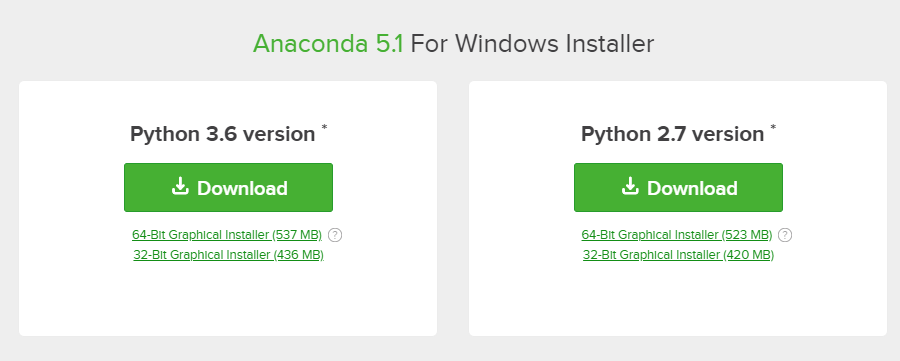 Anaconda 5.1 For Windows Installer
Python 3.6 version *
Download
64-Bit Graphical Installer (537 MB) ?
32-Bit Graphical Installer (436 MB)
Python 2.7 version *
Download
64-Bit Graphical Installer (523 MB) ?
32-Bit Graphical Installer (420 MB)